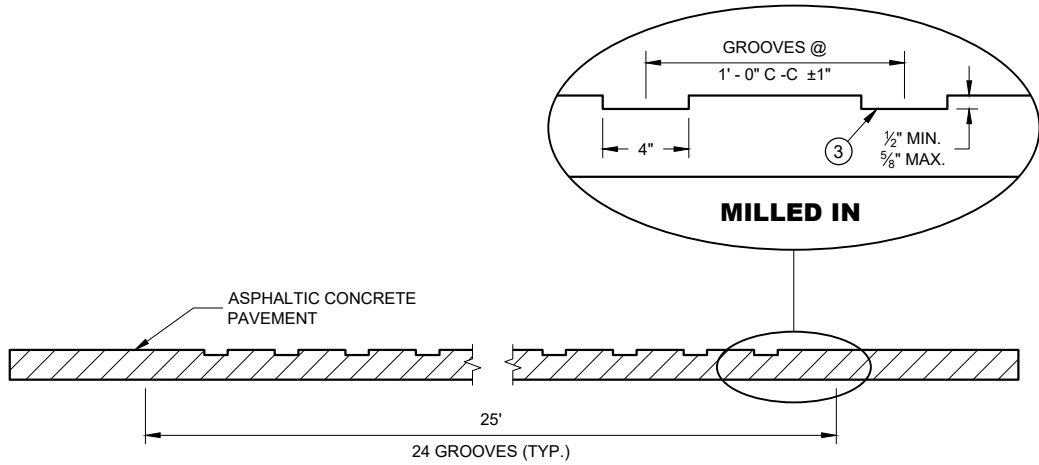 GROOVES @
1' - 0" C -C ±1"
4"
3
½" MIN.
⅝" MAX.
MILLED IN
ASPHALTIC CONCRETE
PAVEMENT
25'
24 GROOVES (TYP.)